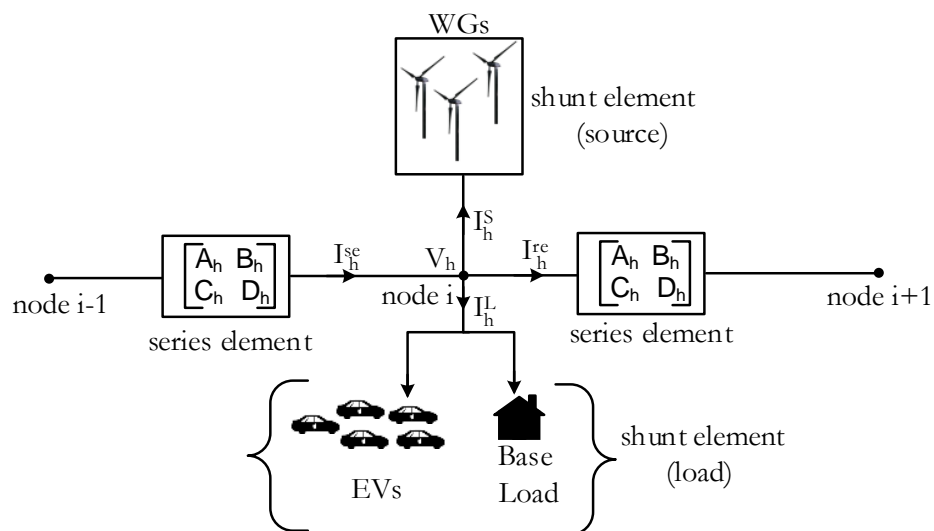 WGs
shunt element
(source)
I_h^S
A_h B_h
C_h D_h
I_h^se
V_h
I_h^re
A_h B_h
C_h D_h
node i-1
node i
node i+1
I_h^L
series element
series element
EVs
Base
Load
shunt element
(load)